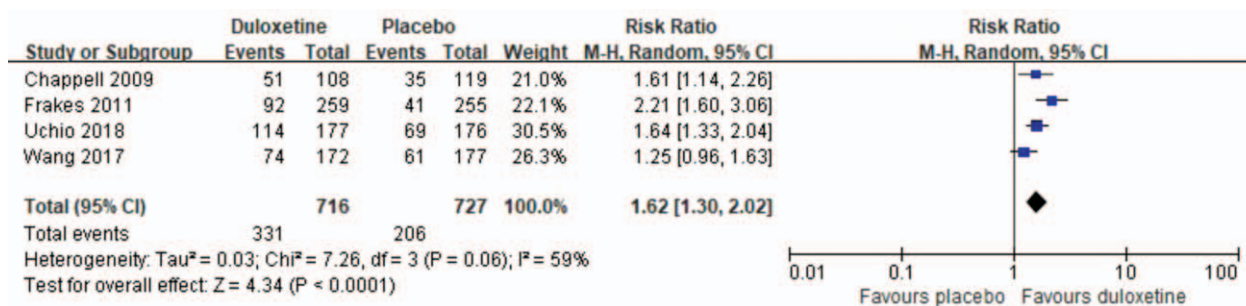 Duloxetine Placebo Risk Ratio Risk Ratio
Study or Subgroup Events Total Events Total Weight M-H, Random, 95% CI M-H, Random, 95% CI
Chappell 2009 51 108 35 119 21.0% 1.61 [1.14, 2.26]
Frakes 2011 92 259 41 255 22.1% 2.21 [1.60, 3.06]
Uchio 2018 114 177 69 176 30.5% 1.64 [1.33, 2.04]
Wang 2017 74 172 61 177 26.3% 1.25 [0.96, 1.63]
Total (95% CI) 716 727 100.0% 1.62 [1.30, 2.02]
Total events 331 206
Heterogeneity: Tau² = 0.03; Chi² = 7.26, df = 3 (P = 0.06); I² = 59%
Test for overall effect: Z = 4.34 (P < 0.0001)
0.01 0.1 1 10 100
Favours placebo Favours duloxetine